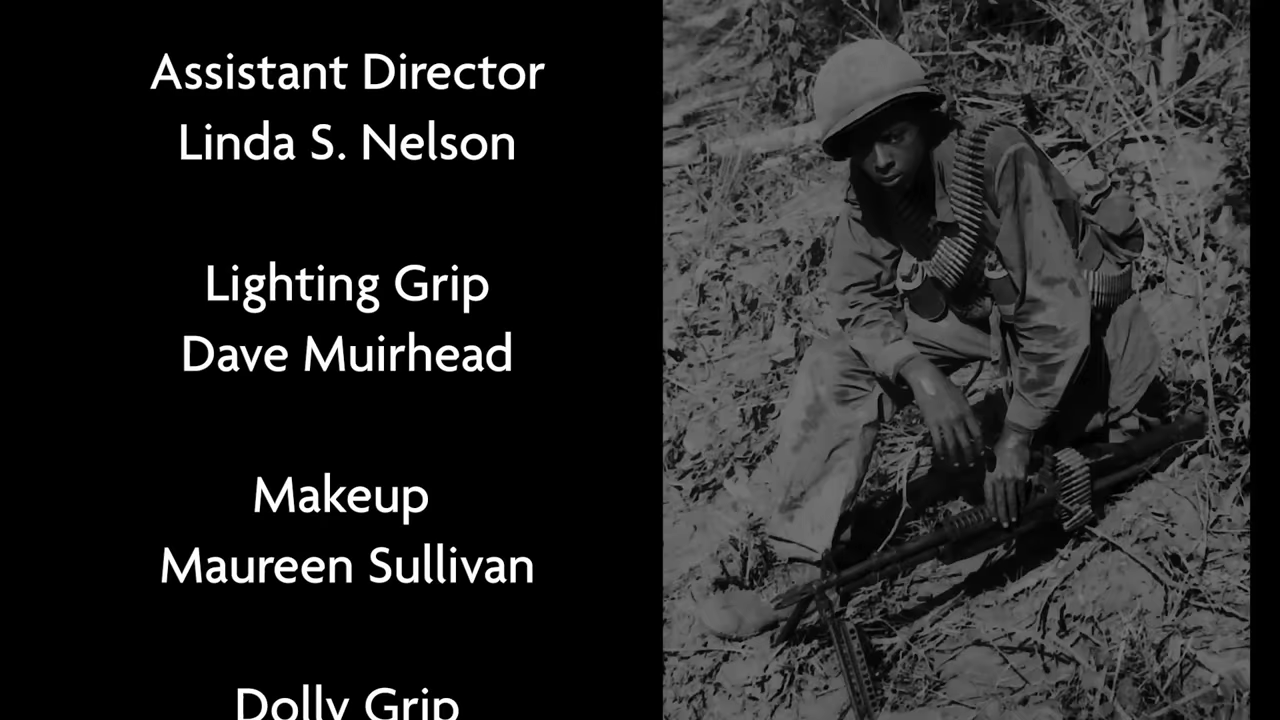 Assistant Director
Linda S. Nelson
Lighting Grip
Dave Muirhead
Makeup
Maureen Sullivan
Dolly Grip